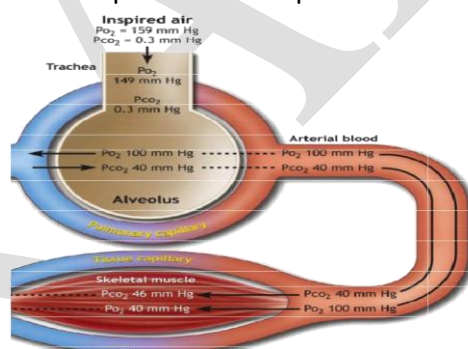 Inspired air
Po₂ = 159 mm Hg
Pco₂ = 0.3 mm Hg
Trachea
Po₂
149 mm Hg
Pco₂
0.3 mm Hg
Arterial blood
Po₂ 100 mm Hg
Po₂ 100 mm Hg
Pco₂ 40 mm Hg
Pco₂ 40 mm Hg
Alveolus
Pulmonary capillary
Tissue capillary
Skeletal muscle
Pco₂ 46 mm Hg
Pco₂ 40 mm Hg
Po₂ 40 mm Hg
Po₂ 100 mm Hg